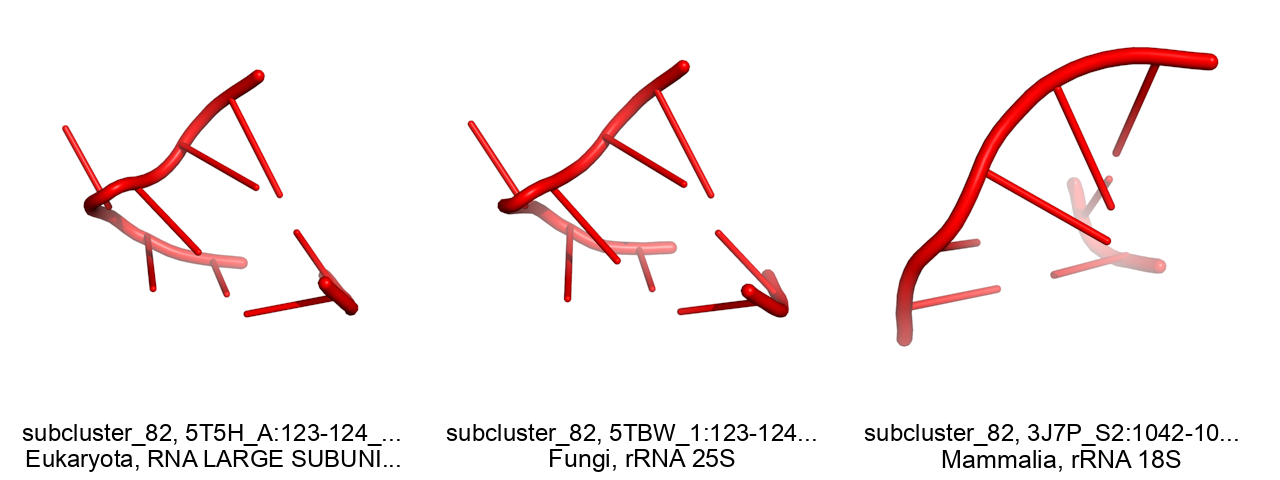 subcluster_82, 5T5H_A:123-124_...
Eukaryota, RNA LARGE SUBUNI...
subcluster_82, 5TBW_1:123-124...
Fungi, rRNA 25S
subcluster_82, 3J7P_S2:1042-10...
Mammalia, rRNA 18S